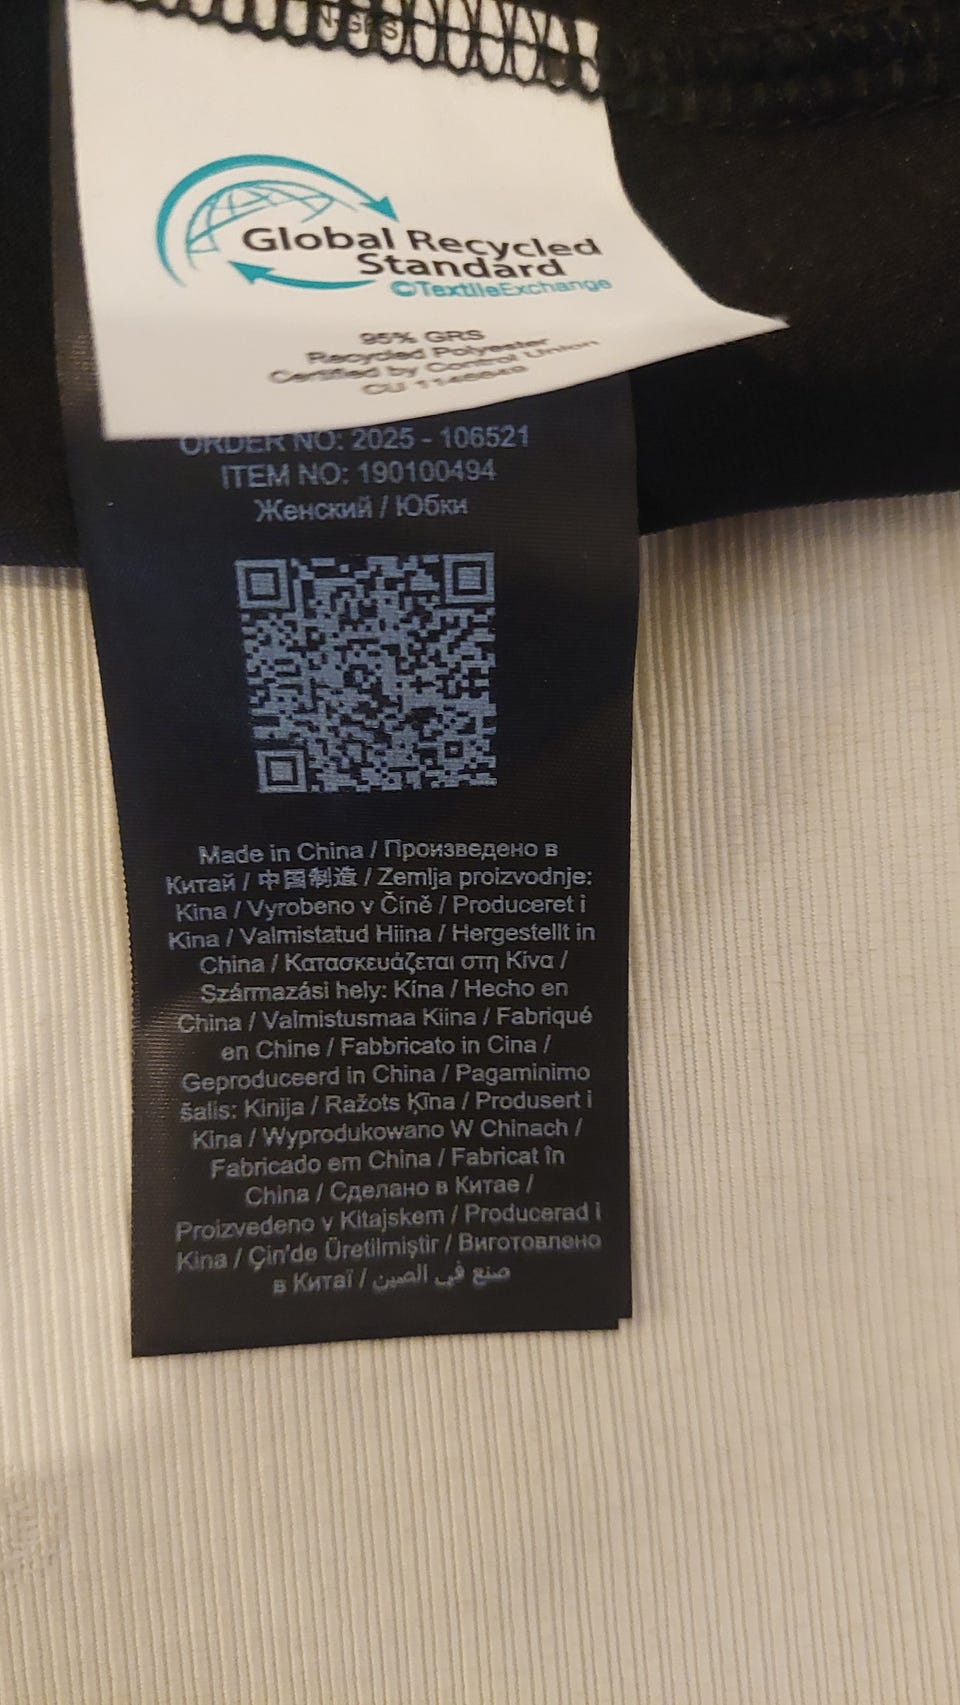 N-GRS
Global Recycled
Standard
©TextileExchange
95% GRS
Recycled Polyester
Certified by Control Union
CU
ORDER NO: 2025 - 106521
ITEM NO: 190100494
Женский / Юбки
Made in China / Произведено в
Китай / 中国制造 / Zemlja proizvodnje:
Kina / Vyrobeno v Číně / Produceret i
Kina / Valmistatud Hiina / Hergestellt in
China / Κατασκευάζεται στη Κίνα /
Származási hely: Kína / Hecho en
China / Valmistusmaa Kiina / Fabriqué
en Chine / Fabbricato in Cina /
Geproduceerd in China / Pagaminimo
šalis: Kinija / Ražots Ķīna / Produsert i
Kina / Wyprodukowano W Chinach /
Fabricado em China / Fabricat în
China / Сделано в Китае /
Proizvedeno v Kitajskem / Producerad i
Kina / Çin'de Üretilmiştir / Виготовлено
в Китаї / صنع في الصين